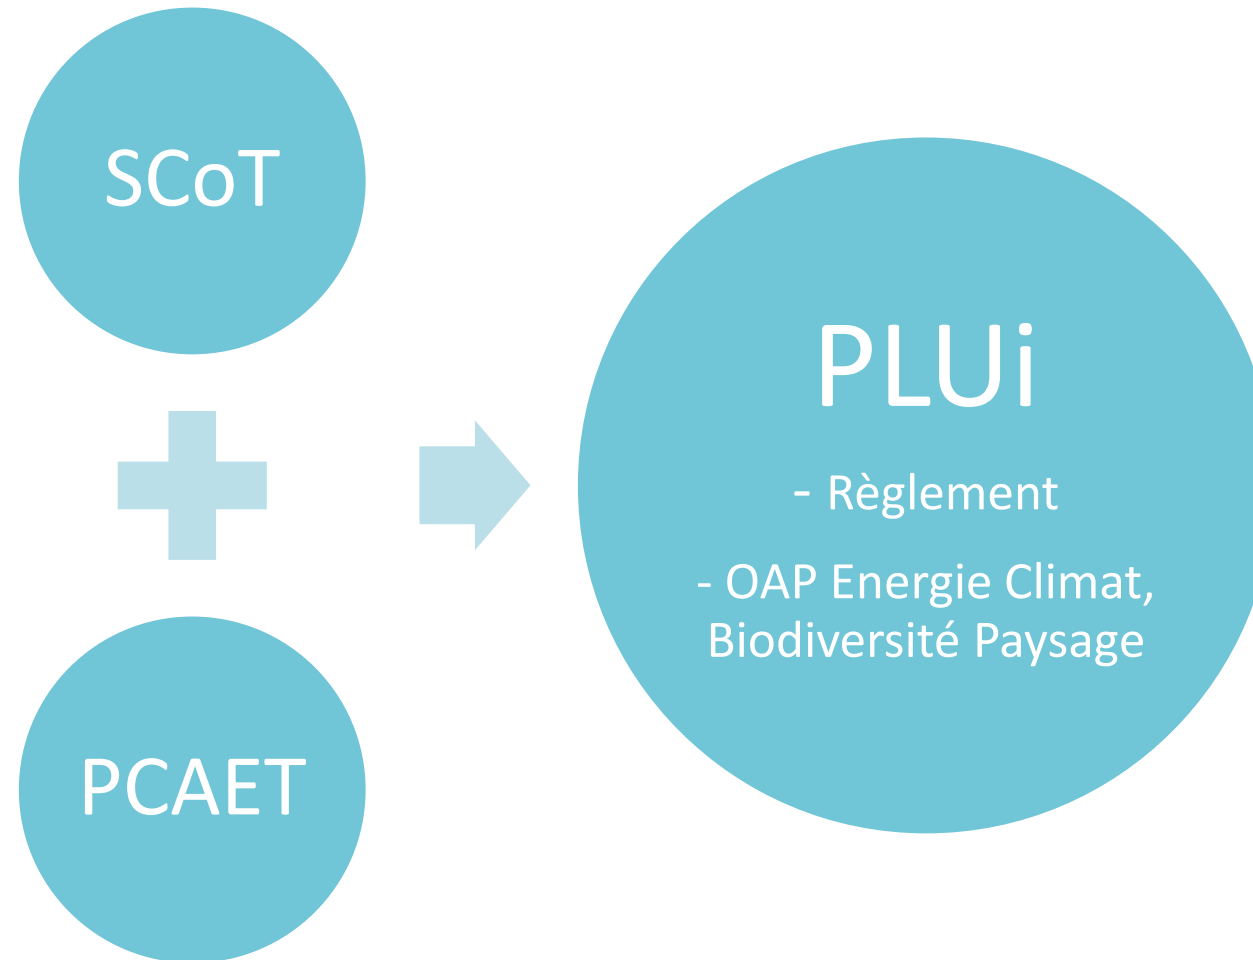 SCoT
PCAET
PLUi
- Règlement
- OAP Energie Climat,
Biodiversité Paysage